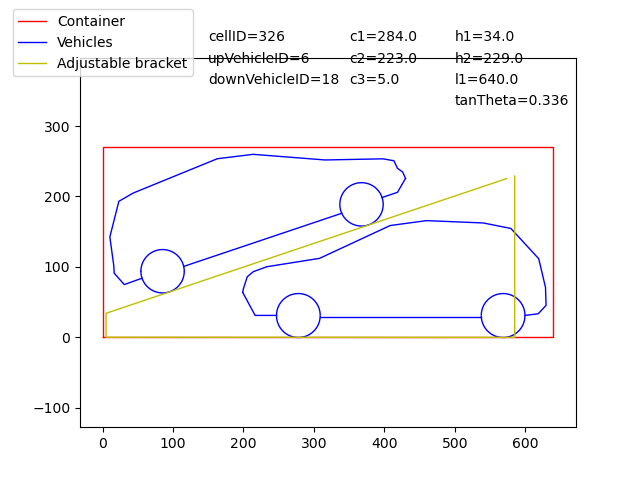 Container
Vehicles
Adjustable bracket
cellID=326 c1=284.0 h1=34.0
upVehicleID=6 c2=223.0 h2=229.0
downVehicleID=18 c3=5.0 l1=640.0
tanTheta=0.336
300
200
100
0
−100
0 100 200 300 400 500 600